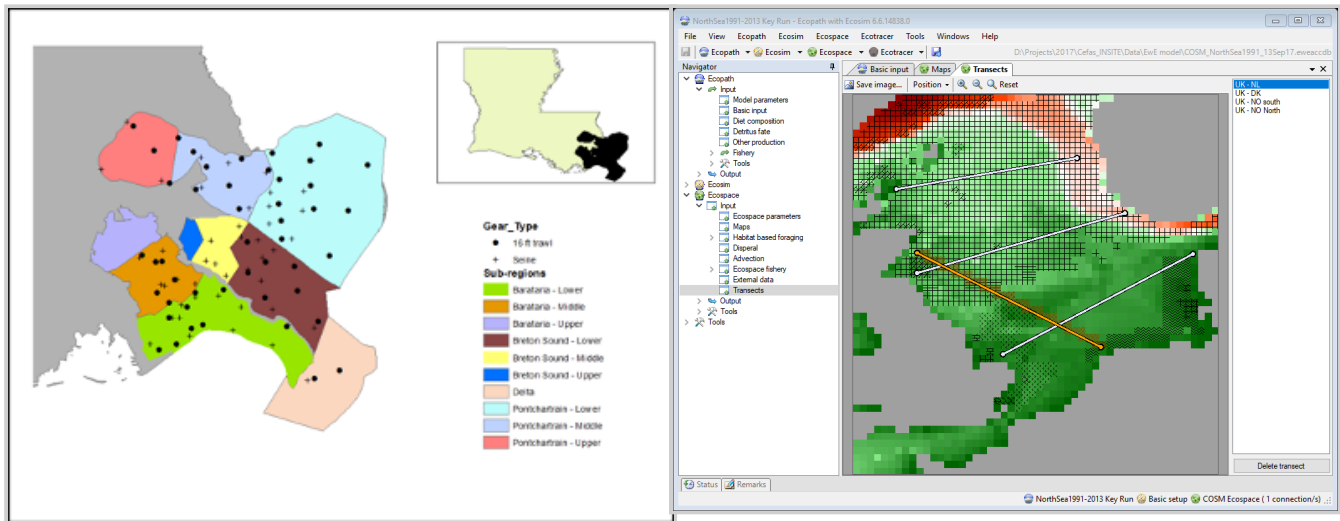 Gear_Type
16 ft trawl
Seine
Sub-regions
Barataria - Lower
Barataria - Middle
Barataria - Upper
Breton Sound - Lower
Breton Sound - Middle
Breton Sound - Upper
Delta
Pontchartrain - Lower
Pontchartrain - Middle
Pontchartrain - Upper
NorthSea1991-2013 Key Run - Ecopath with Ecosim 6.6.14838.0
File View Ecopath Ecosim Ecospace Ecotracer Tools Windows Help
Ecopath Ecosim Ecospace Ecotracer D:\Projects\2017\Cefas_INSITE\Data\EwE model\COSM_NorthSea1991_13Sep17.eweaccdb
Navigator
Ecopath
Input
Model parameters
Basic input
Diet composition
Detritus fate
Other production
Fishery
Tools
Output
Ecosim
Ecospace
Input
Ecospace parameters
Maps
Habitat based foraging
Dispersal
Advection
Ecospace fishery
External data
Transects
Output
Tools
Tools
Basic input Maps Transects
Save image... Position Reset
UK - NL
UK - DK
UK - NO south
UK - NO North
Delete transect
Status Remarks
NorthSea1991-2013 Key Run Basic setup COSM Ecospace ( 1 connection/s)